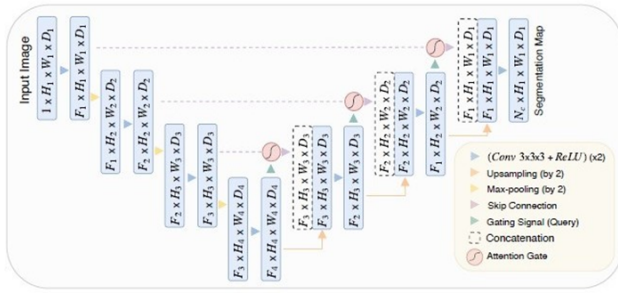 Input Image
1 x H₁ x W₁ x D₁
F₁ x H₁ x W₁ x D₁
F₁ x H₂ x W₂ x D₂
F₂ x H₂ x W₂ x D₂
F₂ x H₃ x W₃ x D₃
F₃ x H₃ x W₃ x D₃
F₃ x H₄ x W₄ x D₄
F₄ x H₄ x W₄ x D₄
F₃ x H₃ x W₃ x D₃
F₃ x H₃ x W₃ x D₃
F₂ x H₃ x W₃ x D₃
F₂ x H₂ x W₂ x D₂
F₂ x H₂ x W₂ x D₂
F₁ x H₂ x W₂ x D₂
F₁ x H₁ x W₁ x D₁
F₁ x H₁ x W₁ x D₁
N꜀ x H₁ x W₁ x D₁
Segmentation Map
(Conv 3x3x3 + ReLU) (x2)
Upsampling (by 2)
Max-pooling (by 2)
Skip Connection
Gating Signal (Query)
Concatenation
Attention Gate